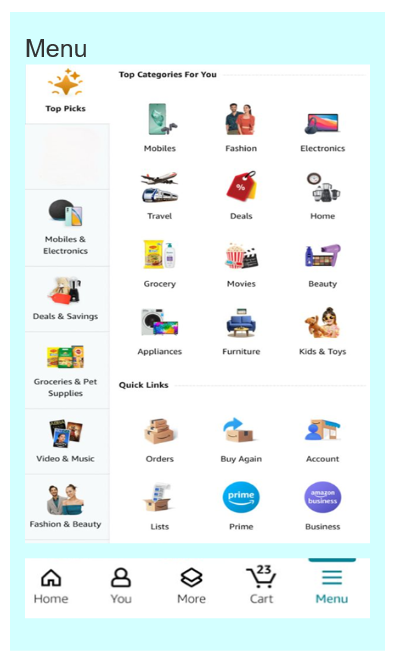 Menu
Top Picks
Mobiles &
Electronics
Deals & Savings
Groceries & Pet
Supplies
Video & Music
Fashion & Beauty
Top Categories For You
Mobiles
Fashion
Electronics
Travel
%
Deals
Home
Grocery
Movies
Beauty
Appliances
Furniture
Kids & Toys
Quick Links
Orders
Buy Again
Account
Lists
prime
Prime
amazon
business
Business
Home
You
More
23
Cart
Menu